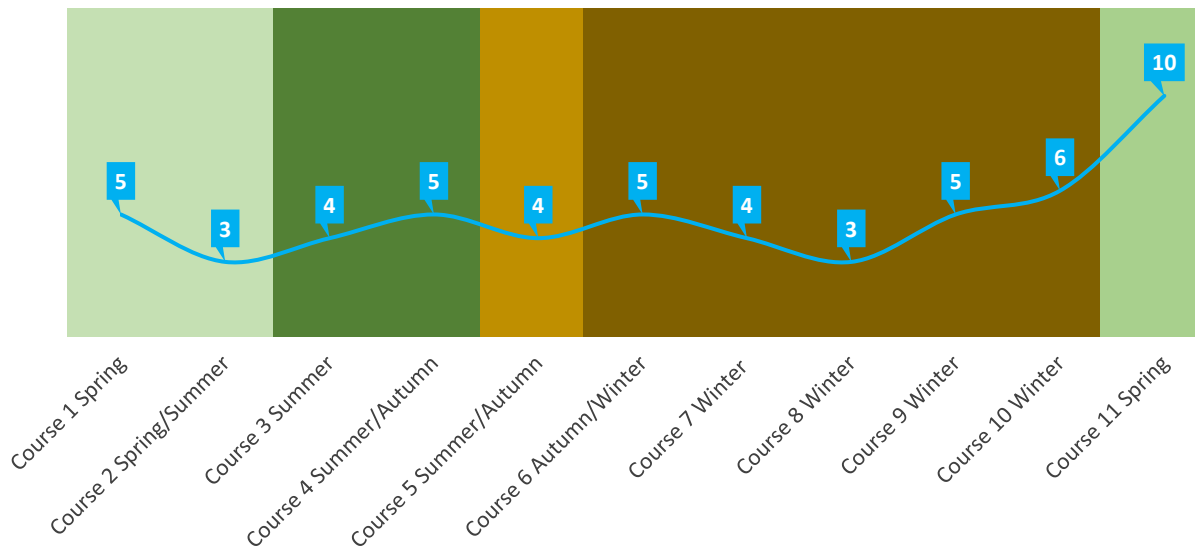 5
3
4
5
4
5
4
3
5
6
10
Course 1 Spring
Course 2 Spring/Summer
Course 3 Summer
Course 4 Summer/Autumn
Course 5 Summer/Autumn
Course 6 Autumn/Winter
Course 7 Winter
Course 8 Winter
Course 9 Winter
Course 10 Winter
Course 11 Spring